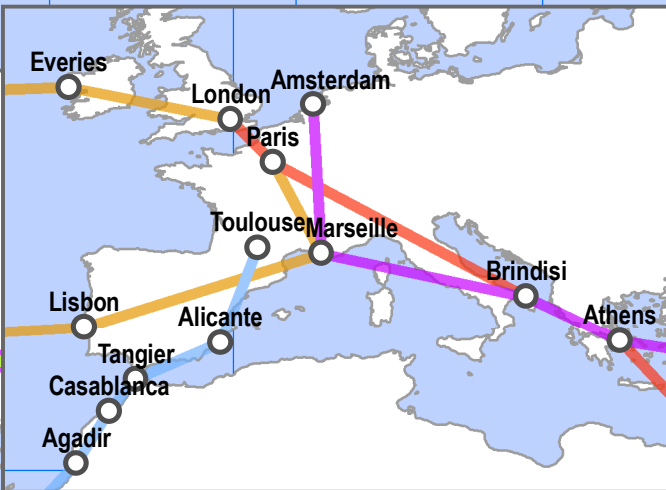 Everies
Amsterdam
London
Paris
Toulouse
Marseille
Brindisi
Lisbon
Alicante
Athens
Tangier
Casablanca
Agadir